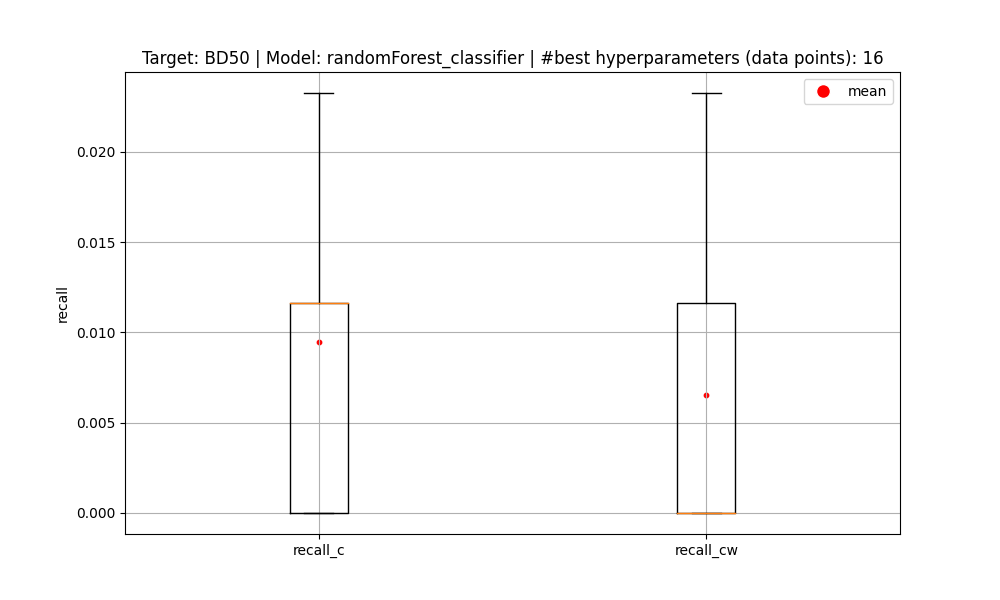 Target: BD50 | Model: randomForest_classifier | #best hyperparameters (data points): 16
mean
0.020
0.015
0.010
0.005
0.000
recall
recall_c
recall_cw